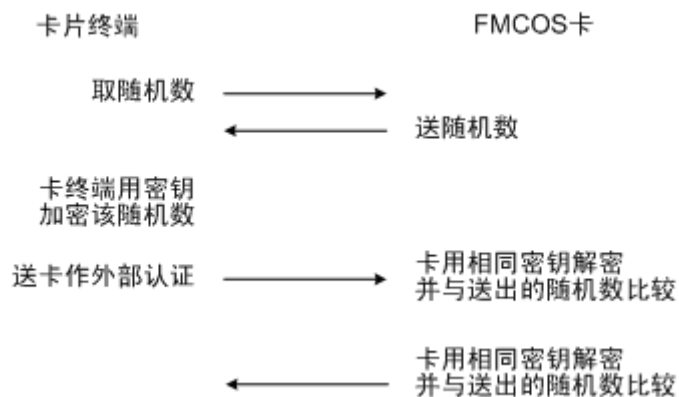 卡片终端 FMCOS卡
取随机数
送随机数
卡终端用密钥
加密该随机数
送卡作外部认证
卡用相同密钥解密
并与送出的随机数比较
卡用相同密钥解密
并与送出的随机数比较